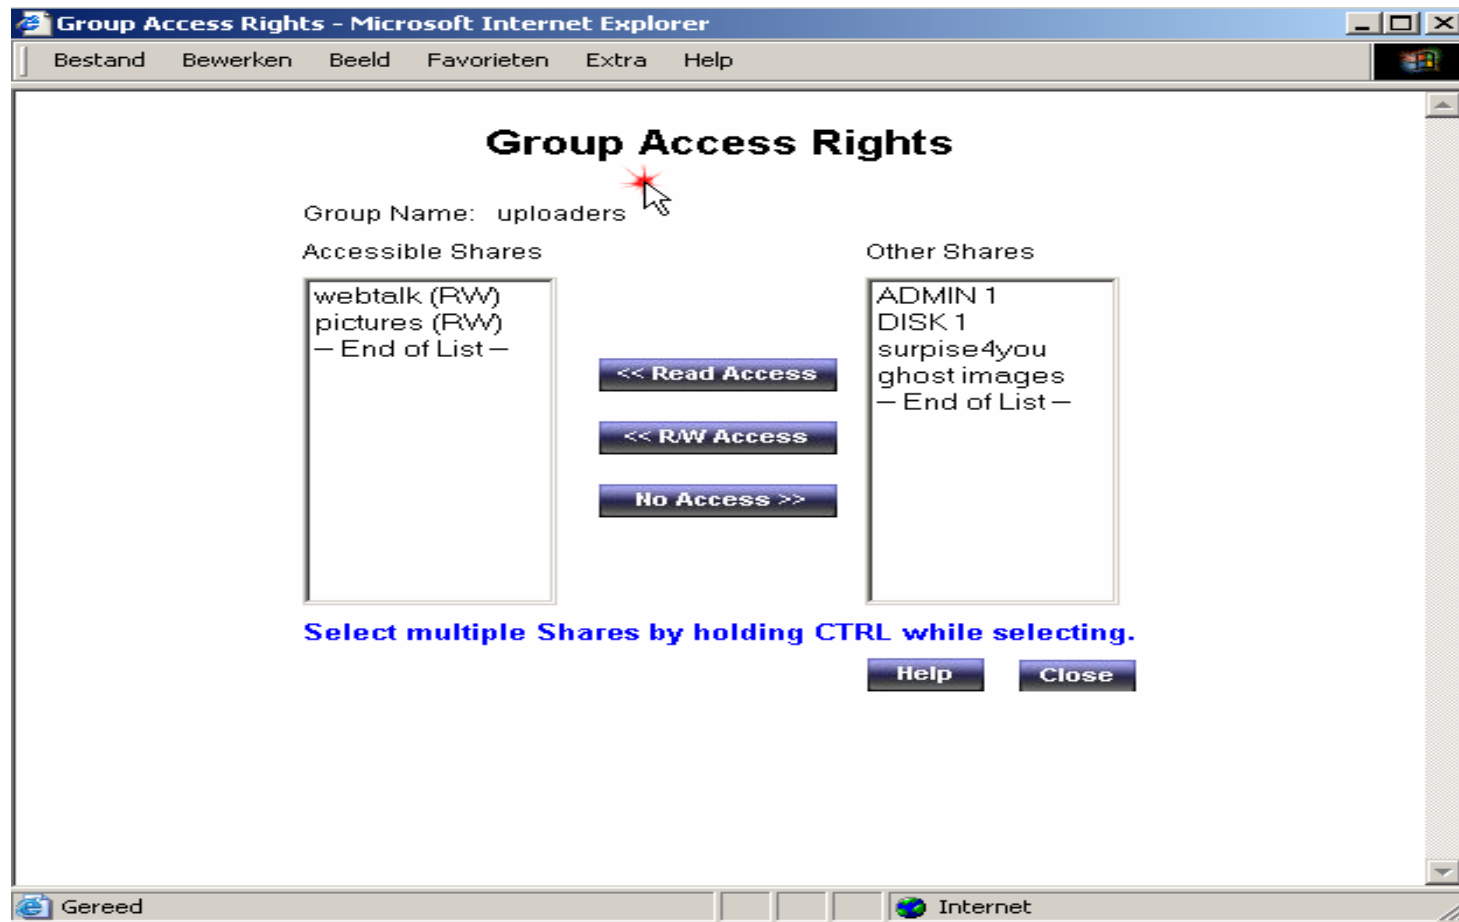 Group Access Rights - Microsoft Internet Explorer
Bestand Bewerken Beeld Favorieten Extra Help
Group Access Rights
Group Name: uploaders
Accessible Shares
webtalk (RW)
pictures (RW)
-- End of List --
<< Read Access
<< R/W Access
No Access >>
Other Shares
ADMIN 1
DISK 1
surpise4you
ghost images
-- End of List --
Select multiple Shares by holding CTRL while selecting.
Help Close
Gereed Internet